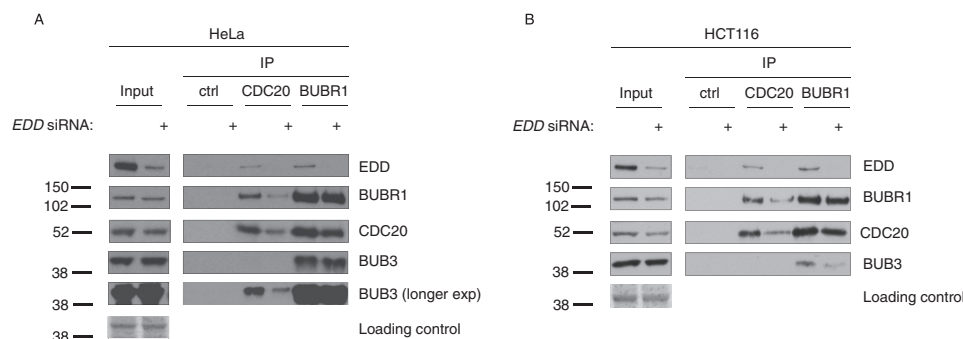 A
HeLa
IP
Input ctrl CDC20 BUBR1
EDD siRNA: + + + +
EDD
150
BUBR1
102
52
CDC20
BUB3
38
BUB3 (longer exp)
38
Loading control
38
B
HCT116
IP
Input ctrl CDC20 BUBR1
EDD siRNA: + + + +
EDD
150
BUBR1
102
52
CDC20
BUB3
38
Loading control
38